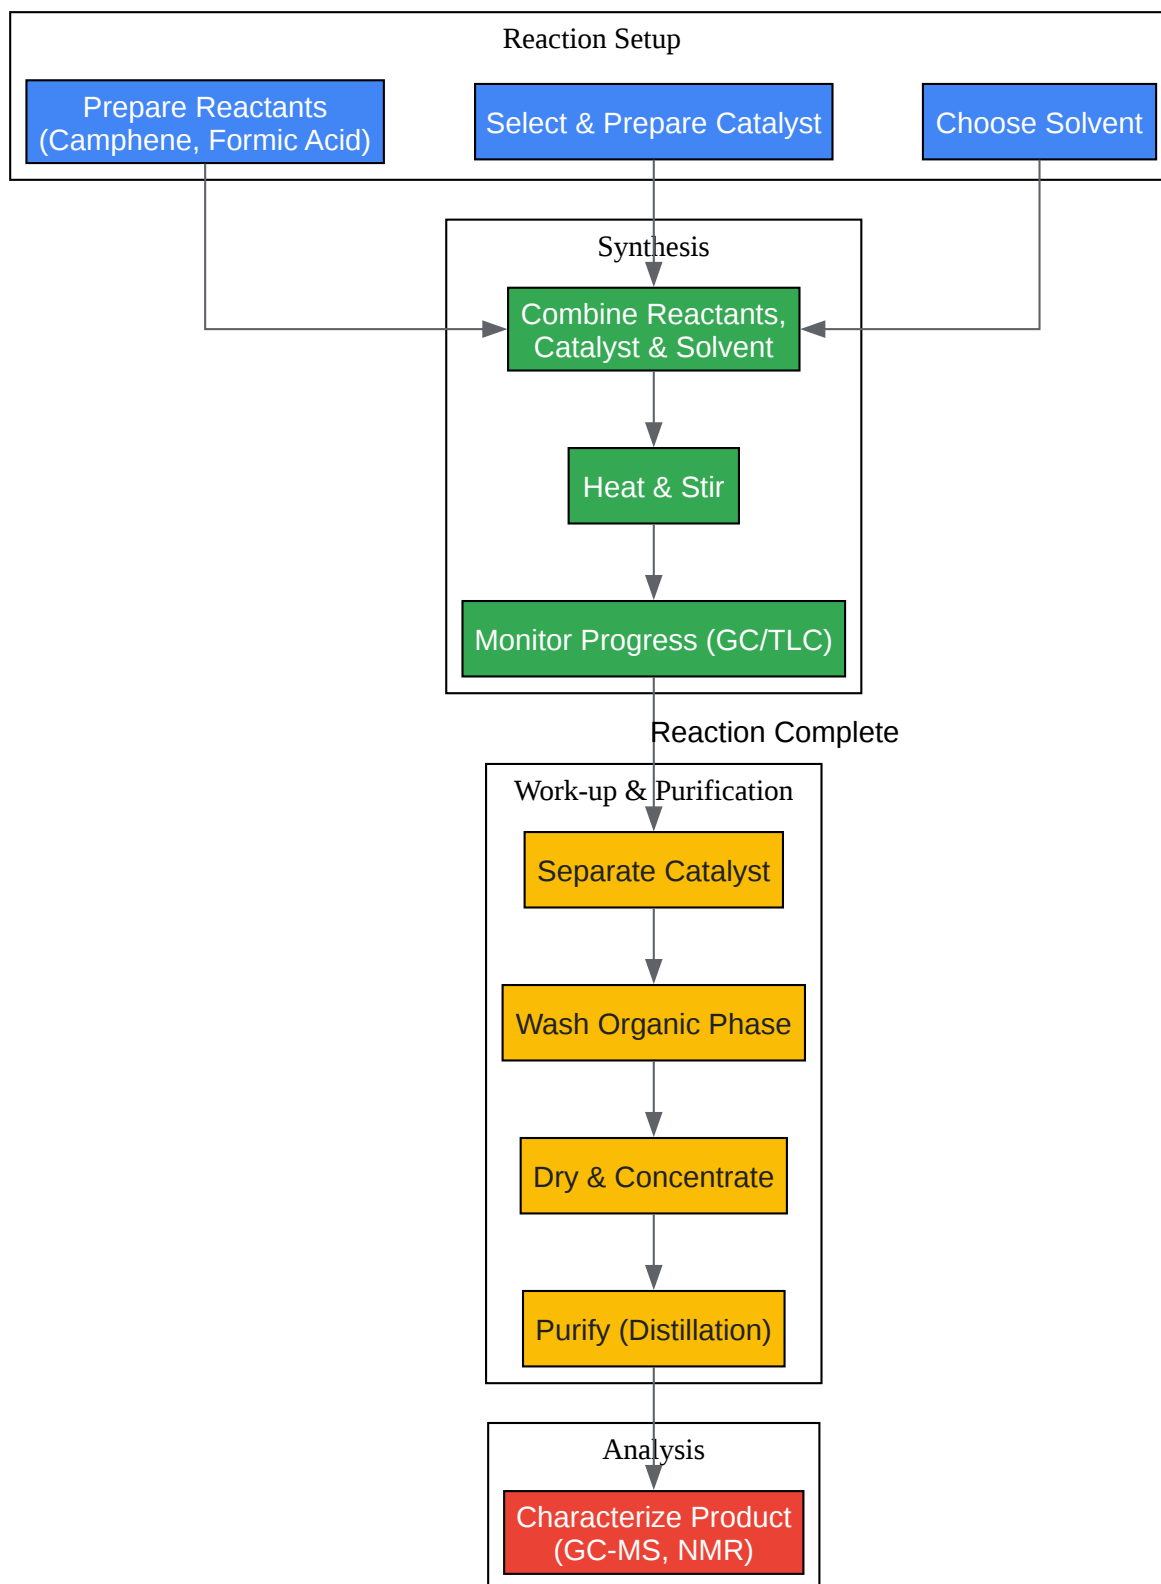 Reaction Setup
Prepare Reactants
(Camphene, Formic Acid)
Select & Prepare Catalyst
Choose Solvent
Synthesis
Combine Reactants,
Catalyst & Solvent
Heat & Stir
Monitor Progress (GC/TLC)
Reaction Complete
Work-up & Purification
Separate Catalyst
Wash Organic Phase
Dry & Concentrate
Purify (Distillation)
Analysis
Characterize Product
(GC-MS, NMR)